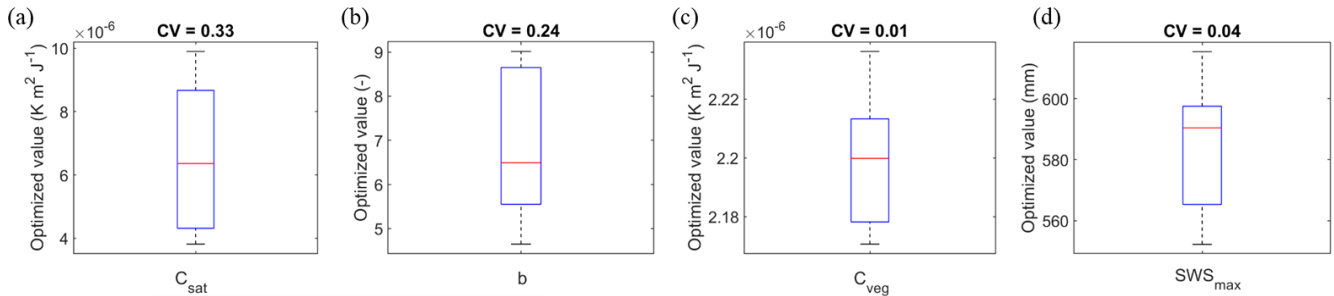 (a)
CV = 0.33
×10⁻⁶
Optimized value (K m² J⁻¹)
10
8
6
4
C_sat
(b)
CV = 0.24
Optimized value (-)
9
8
7
6
5
b
(c)
CV = 0.01
×10⁻⁶
Optimized value (K m² J⁻¹)
2.22
2.2
2.18
C_veg
(d)
CV = 0.04
Optimized value (mm)
600
580
560
SWS_max